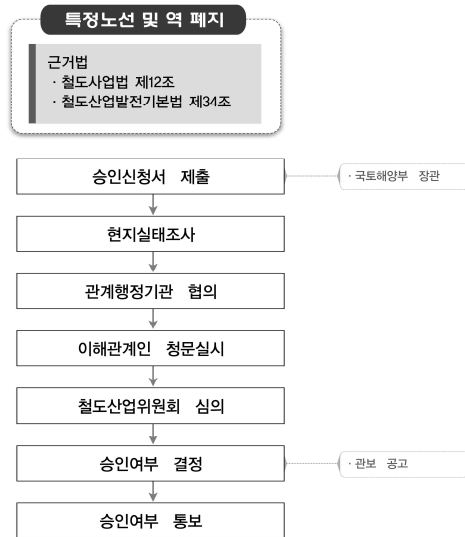 특정노선 및 역 폐지
근거법
· 철도사업법 제12조
· 철도산업발전기본법 제34조
승인신청서 제출
· 국토해양부 장관
현지실태조사
관계행정기관 협의
이해관계인 청문실시
철도산업위원회 심의
승인여부 결정
· 관보 공고
승인여부 통보